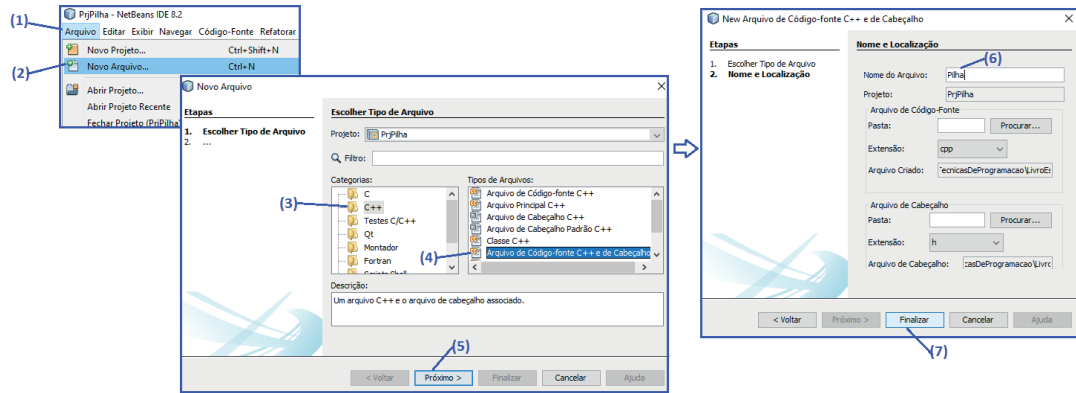 (1)
PrjPilha - NetBeans IDE 8.2
Arquivo Editar Exibir Navegar Código-Fonte Refatorar
Novo Projeto... Ctrl+Shift+N
(2)
Novo Arquivo... Ctrl+N
Abrir Projeto...
Abrir Projeto Recente
Fechar Projeto (PrjPilha)
Novo Arquivo
Etapas
1. Escolher Tipo de Arquivo
2. ...
Escolher Tipo de Arquivo
Projeto: PrjPilha
Filtro:
Categorias:
C
(3)
C++
Testes C/C++
Qt
Montador
Fortran
Scripts Shell
Tipos de Arquivos:
Arquivo de Código-fonte C++
Arquivo Principal C++
Arquivo de Cabeçalho C++
Arquivo de Cabeçalho Padrão C++
Classe C++
(4)
Arquivo de Código-fonte C++ e de Cabeçalho
Descrição:
Um arquivo C++ e o arquivo de cabeçalho associado.
(5)
< Voltar Próximo > Finalizar Cancelar Ajuda
New Arquivo de Código-fonte C++ e de Cabeçalho
Etapas
1. Escolher Tipo de Arquivo
2. Nome e Localização
Nome e Localização
(6)
Nome do Arquivo: Pilha
Projeto: PrjPilha
Arquivo de Código-Fonte
Pasta: Procurar...
Extensão: cpp
Arquivo Criado: TecnicasDeProgramacao\LivroEs
Arquivo de Cabeçalho
Pasta: Procurar...
Extensão: h
Arquivo de Cabeçalho: casDeProgramacao\Livro
< Voltar Próximo > Finalizar Cancelar Ajuda
(7)